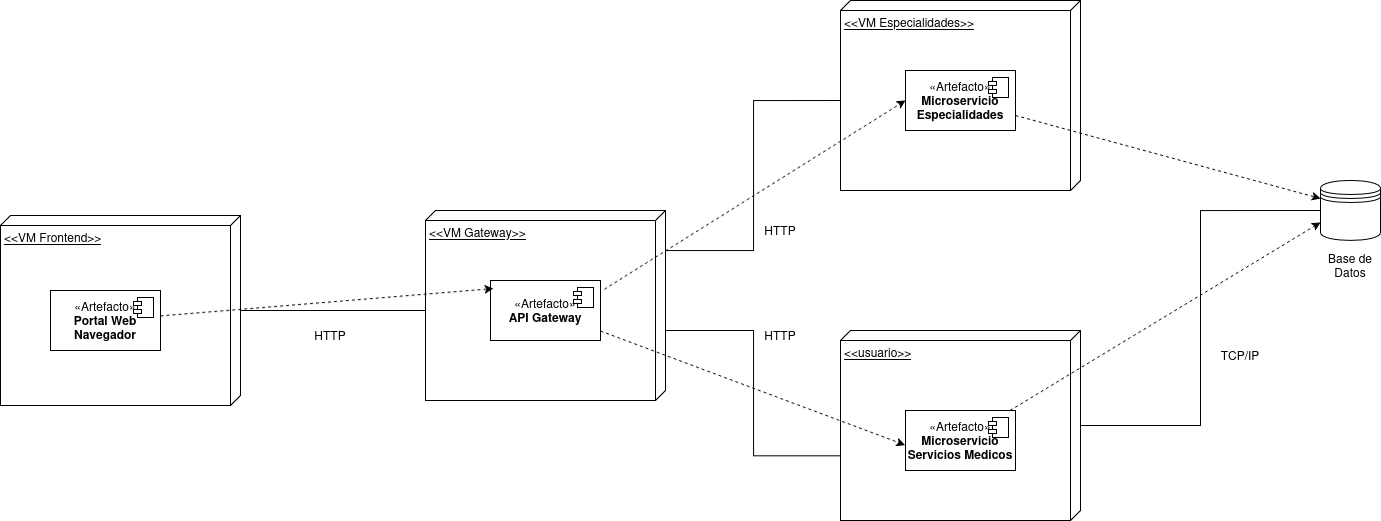 <<VM Especialidades>>
«Artefacto»
Microservicio
Especialidades
<<VM Frontend>>
«Artefacto»
Portal Web
Navegador
HTTP
<<VM Gateway>>
«Artefacto»
API Gateway
HTTP
HTTP
<<usuario>>
«Artefacto»
Microservicio
Servicios Medicos
Base de
Datos
TCP/IP